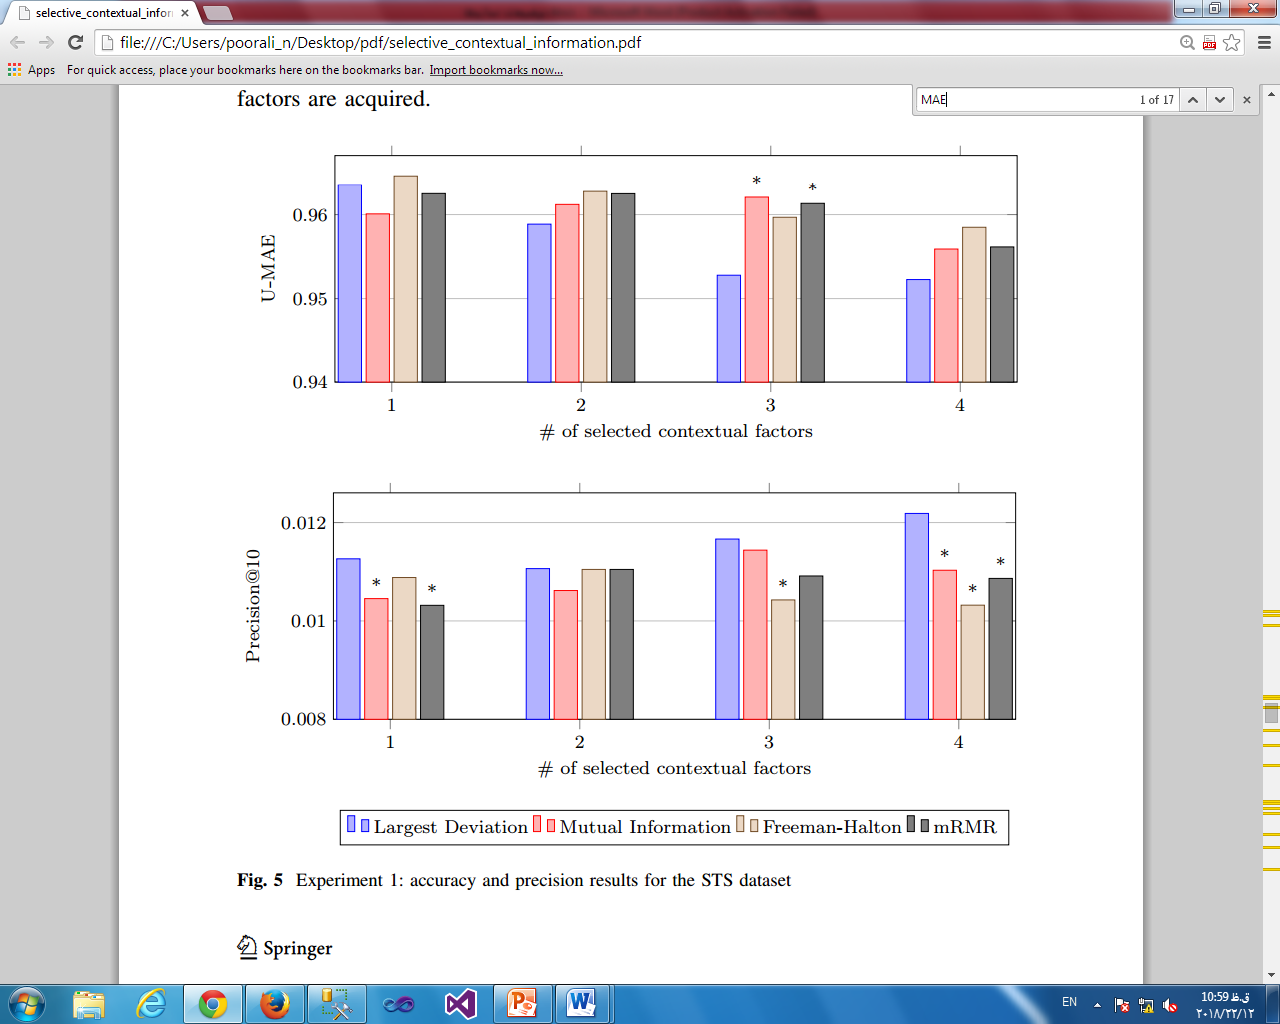 selective_contextual_infor
file:///C:/Users/poorali_n/Desktop/pdf/selective_contextual_information.pdf
Apps For quick access, place your bookmarks here on the bookmarks bar. Import bookmarks now...
MAE 1 of 17
factors are acquired.
* *
0.96
0.95
0.94
U-MAE
1 2 3 4
# of selected contextual factors
* * * * * *
0.012
0.01
0.008
Precision@10
1 2 3 4
# of selected contextual factors
Largest Deviation Mutual Information Freeman-Halton mRMR
Fig. 5 Experiment 1: accuracy and precision results for the STS dataset
Springer
EN
10:59 ق.ظ
۲۰۱۸/۲۲/۱۲